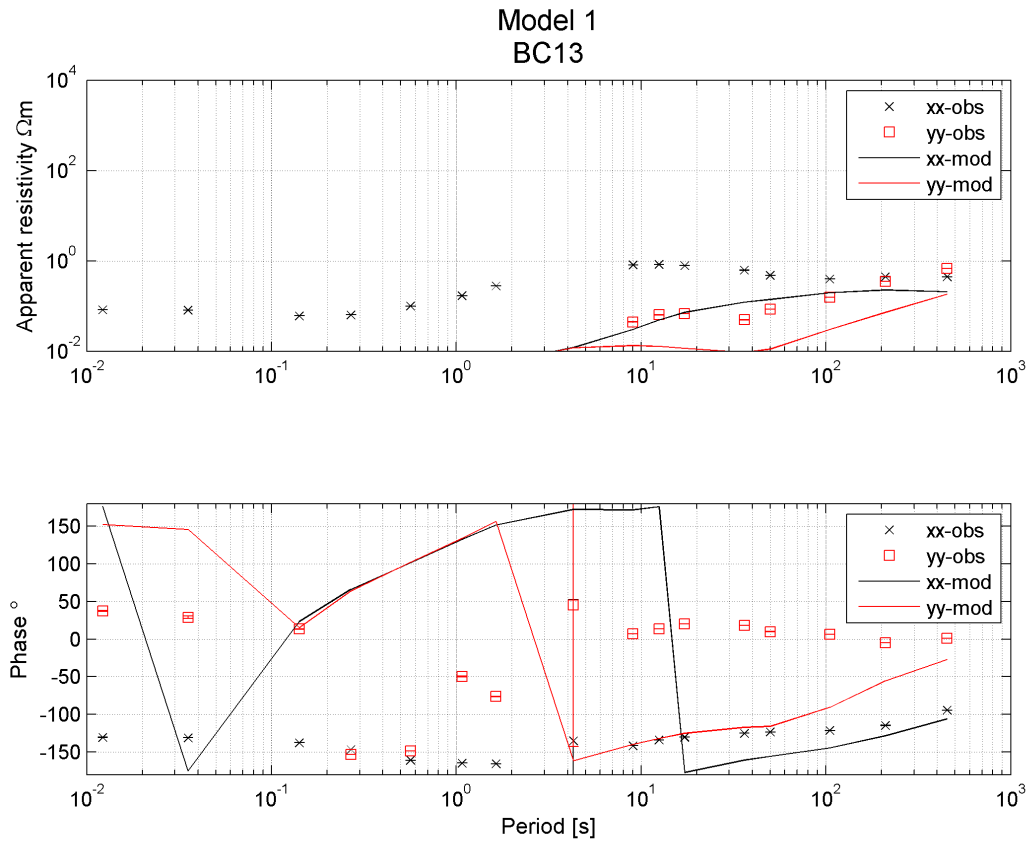 Model 1
BC13
Apparent resistivity Ωm
10^4
10^2
10^0
10^-2
xx-obs
yy-obs
xx-mod
yy-mod
10^-2 10^-1 10^0 10^1 10^2 10^3
Phase °
150
100
50
0
-50
-100
-150
xx-obs
yy-obs
xx-mod
yy-mod
10^-2 10^-1 10^0 10^1 10^2 10^3
Period [s]